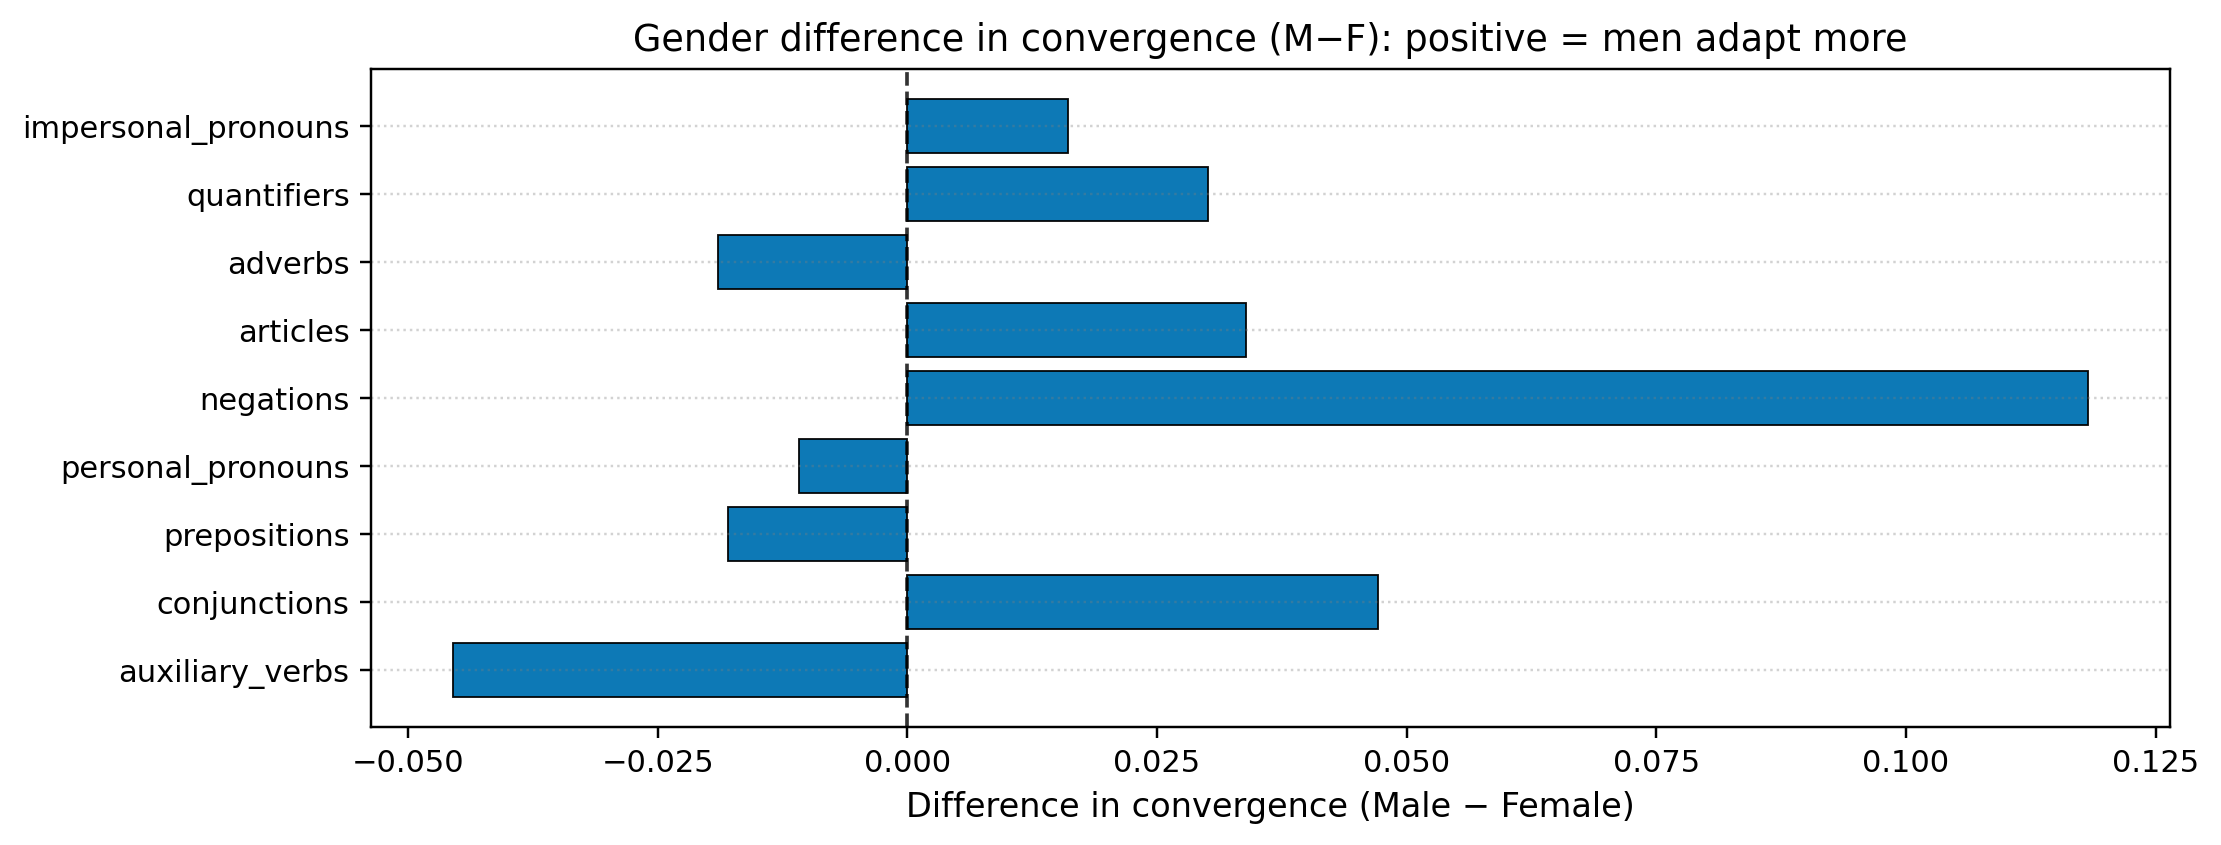 Gender difference in convergence (M−F): positive = men adapt more
impersonal_pronouns
quantifiers
adverbs
articles
negations
personal_pronouns
prepositions
conjunctions
auxiliary_verbs
−0.050 −0.025 0.000 0.025 0.050 0.075 0.100 0.125
Difference in convergence (Male − Female)